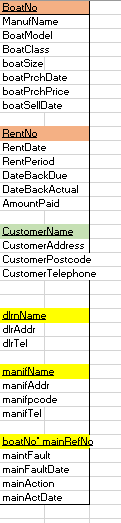 BoatNo
ManufName
BoatModel
BoatClass
boatSize
boatPrchDate
boatPrchPrice
boatSellDate
RentNo
RentDate
RentPeriod
DateBackDue
DateBackActual
AmountPaid
CustomerName
CustomerAddress
CustomerPostcode
CustomerTelephone
dlrnName
dlrAddr
dlrTel
manifName
manifAddr
manifpcode
manifTel
boatNo* mainRefNo
maintFault
mainFaultDate
mainAction
mainActDate